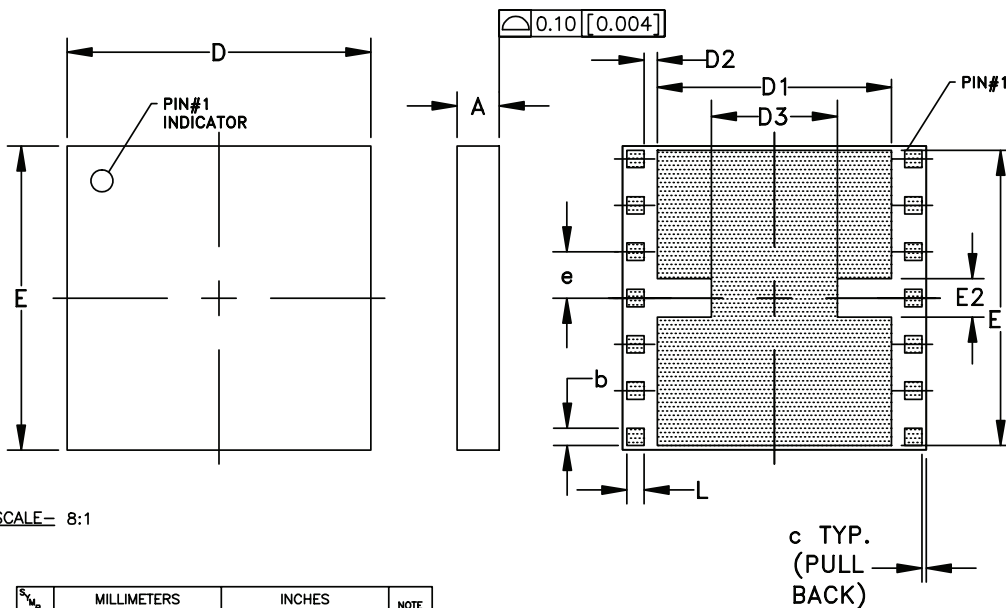 0.10 [0.004]
D
PIN#1
INDICATOR
A
D2
D1
D3
PIN#1
E
e
E2
E
b
L
SCALE- 8:1
c TYP.
(PULL
BACK)
SYMB
MILLIMETERS
INCHES
NOTE